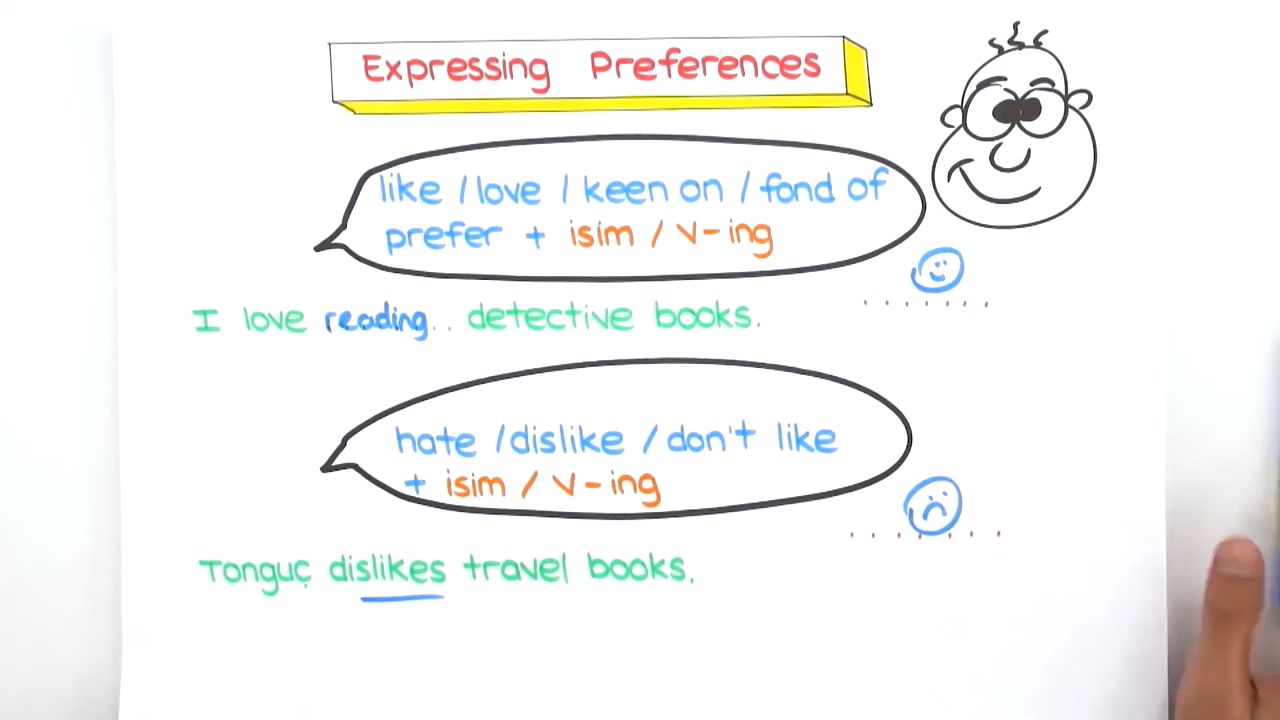 Expressing Preferences
like / love / keen on / fond of
prefer + isim / V-ing
.......
I love reading.. detective books.
hate / dislike / don't like
+ isim / V-ing
.......
Tonguç dislikes travel books.